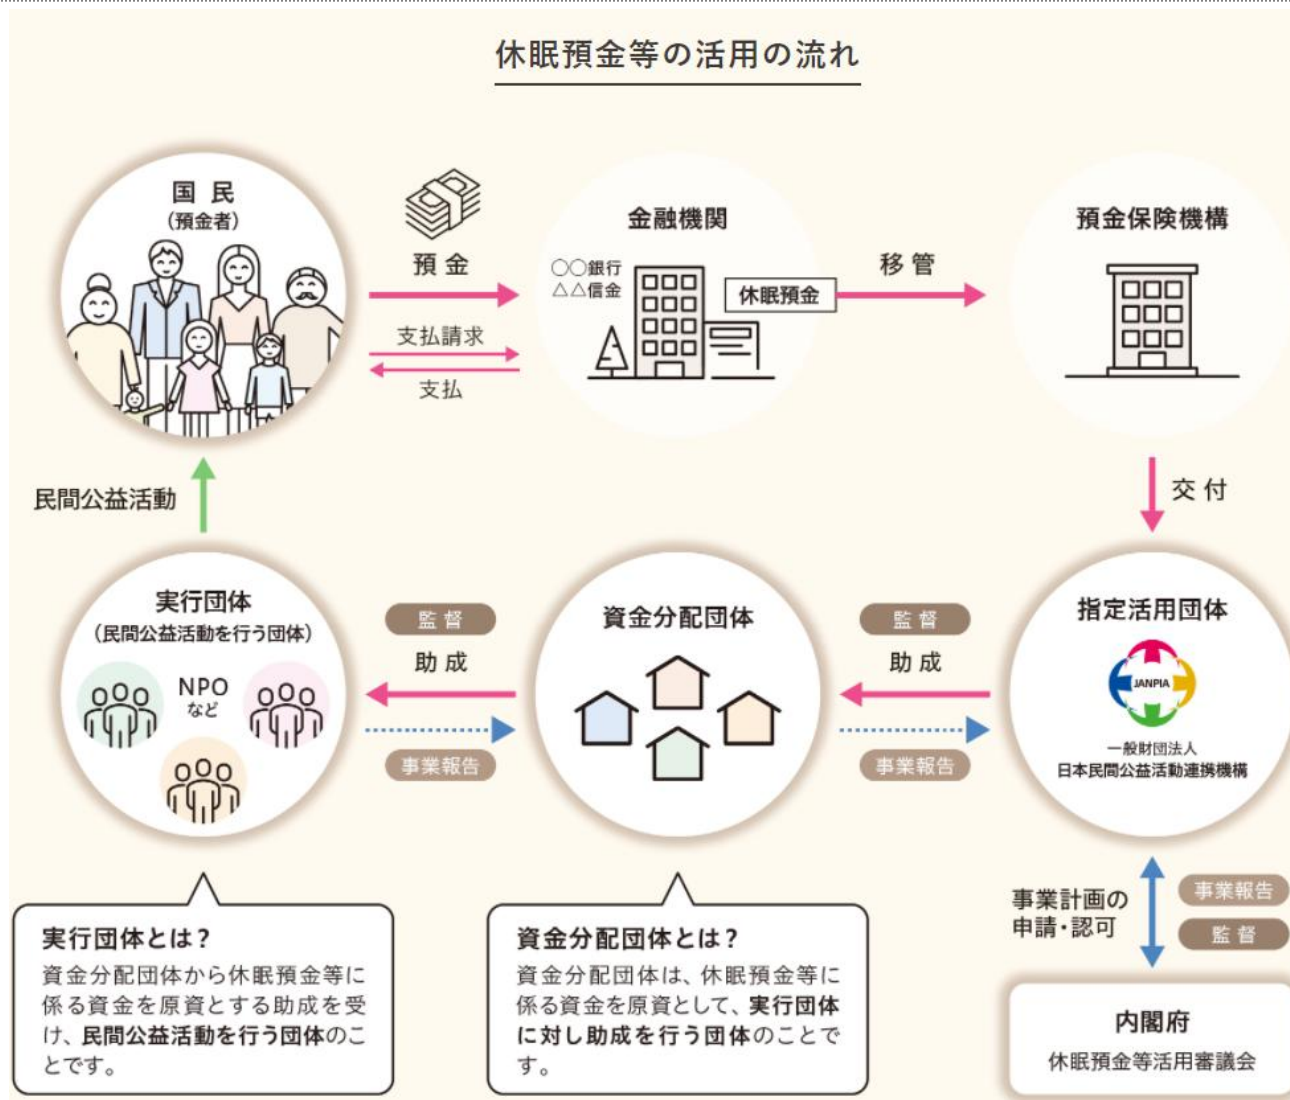 休眠預金等の活用の流れ
国民
(預金者)
預金
支払請求
支払
金融機関
○○銀行
△△信金
休眠預金
移管
預金保険機構
交付
民間公益活動
実行団体
(民間公益活動を行う団体)
NPO
など
監督
助成
事業報告
資金分配団体
監督
助成
事業報告
指定活用団体
JANPIA
一般財団法人
日本民間公益活動連携機構
事業計画の
申請・認可
事業報告
監督
内閣府
休眠預金等活用審議会
実行団体とは?
資金分配団体から休眠預金等に
係る資金を原資とする助成を受
け、民間公益活動を行う団体のこ
とです。
資金分配団体とは?
資金分配団体は、休眠預金等に
係る資金を原資として、実行団体
に対し助成を行う団体のことで
す。